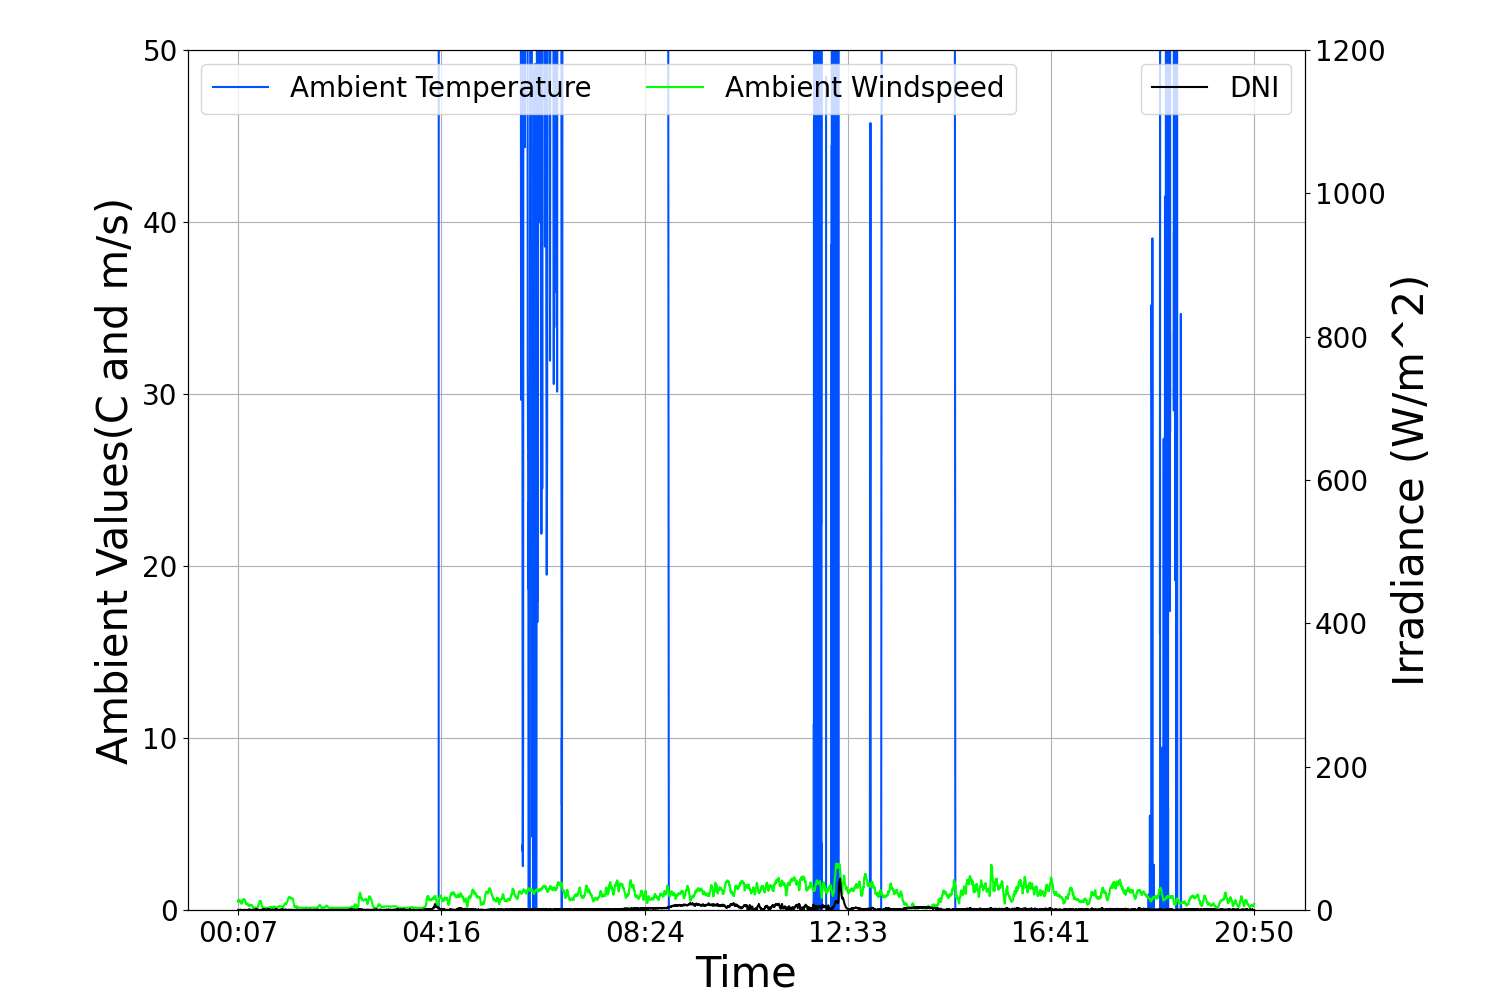 Ambient Temperature Ambient Windspeed DNI
50
40
30
20
10
0
Ambient Values(C and m/s)
1200
1000
800
600
400
200
0
Irradiance (W/m^2)
00:07 04:16 08:24 12:33 16:41 20:50
Time